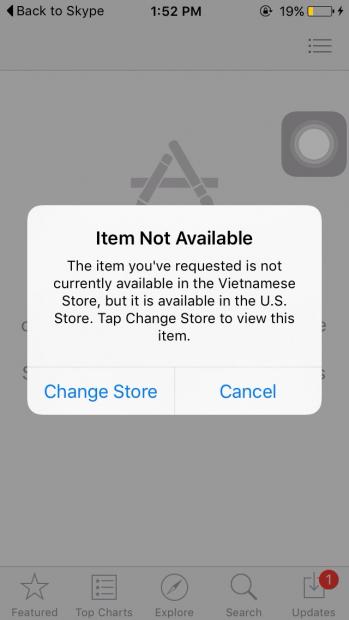 Back to Skype 1:52 PM 19%
Item Not Available
The item you've requested is not
currently available in the Vietnamese
Store, but it is available in the U.S.
Store. Tap Change Store to view this
item.
Change Store Cancel
1
Featured Top Charts Explore Search Updates